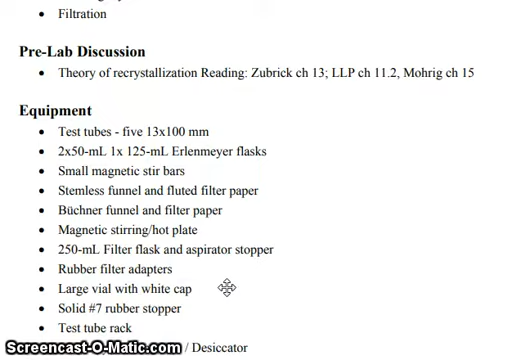 • Filtration
Pre-Lab Discussion
• Theory of recrystallization Reading: Zubrick ch 13; LLP ch 11.2, Mohrig ch 15
Equipment
• Test tubes - five 13x100 mm
• 2x50-mL 1x 125-mL Erlenmeyer flasks
• Small magnetic stir bars
• Stemless funnel and fluted filter paper
• Büchner funnel and filter paper
• Magnetic stirring/hot plate
• 250-mL Filter flask and aspirator stopper
• Rubber filter adapters
• Large vial with white cap
• Solid #7 rubber stopper
• Test tube rack
Screencast-O-Matic.com / Desiccator